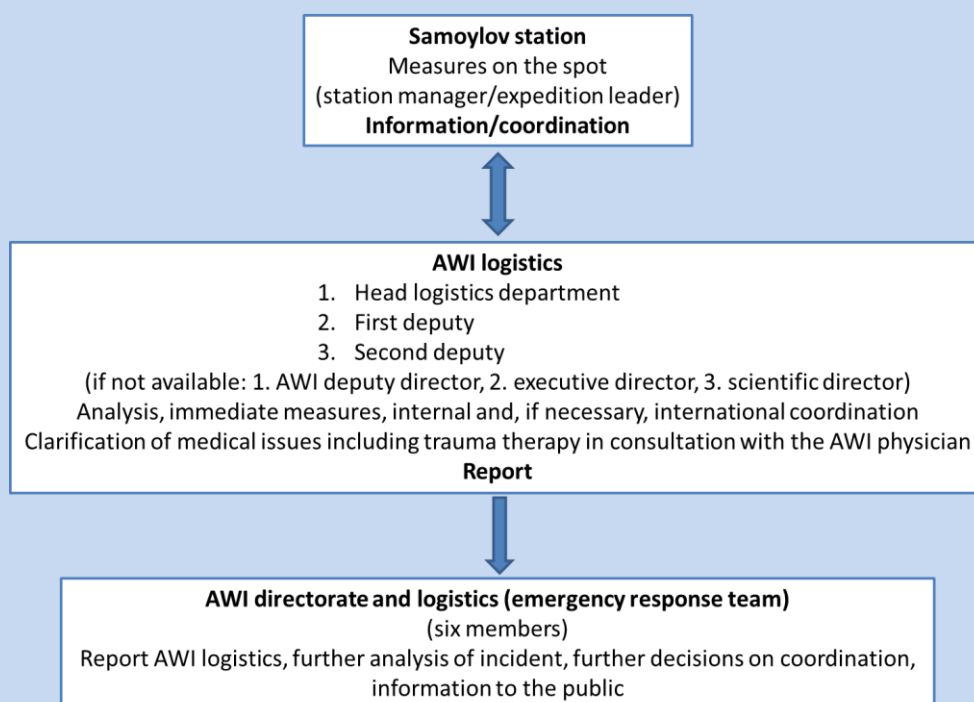 Samoylov station
Measures on the spot
(station manager/expedition leader)
Information/coordination
AWI logistics
1. Head logistics department
2. First deputy
3. Second deputy
(if not available: 1. AWI deputy director, 2. executive director, 3. scientific director)
Analysis, immediate measures, internal and, if necessary, international coordination
Clarification of medical issues including trauma therapy in consultation with the AWI physician
Report
AWI directorate and logistics (emergency response team)
(six members)
Report AWI logistics, further analysis of incident, further decisions on coordination,
information to the public